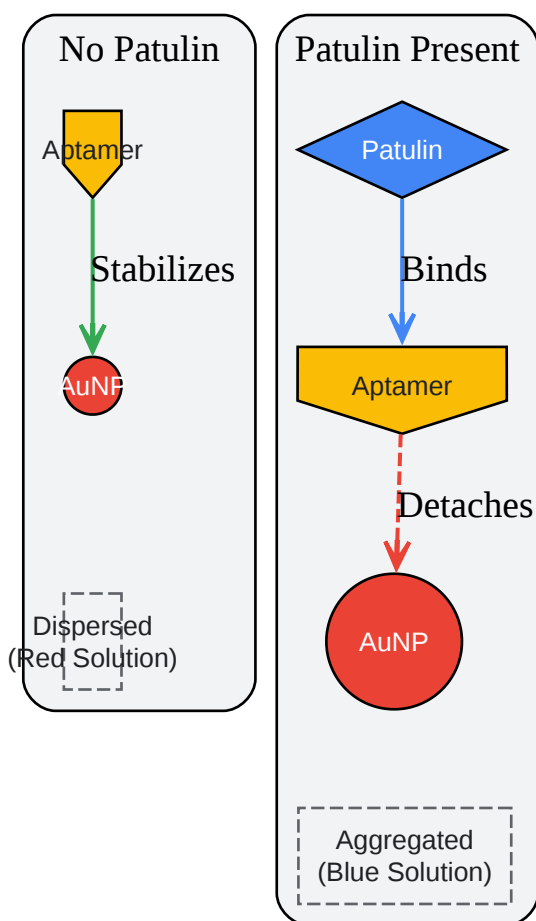 No Patulin
Aptamer
Stabilizes
AuNP
Dispersed
(Red Solution)
Patulin Present
Patulin
Binds
Aptamer
Detaches
AuNP
Aggregated
(Blue Solution)